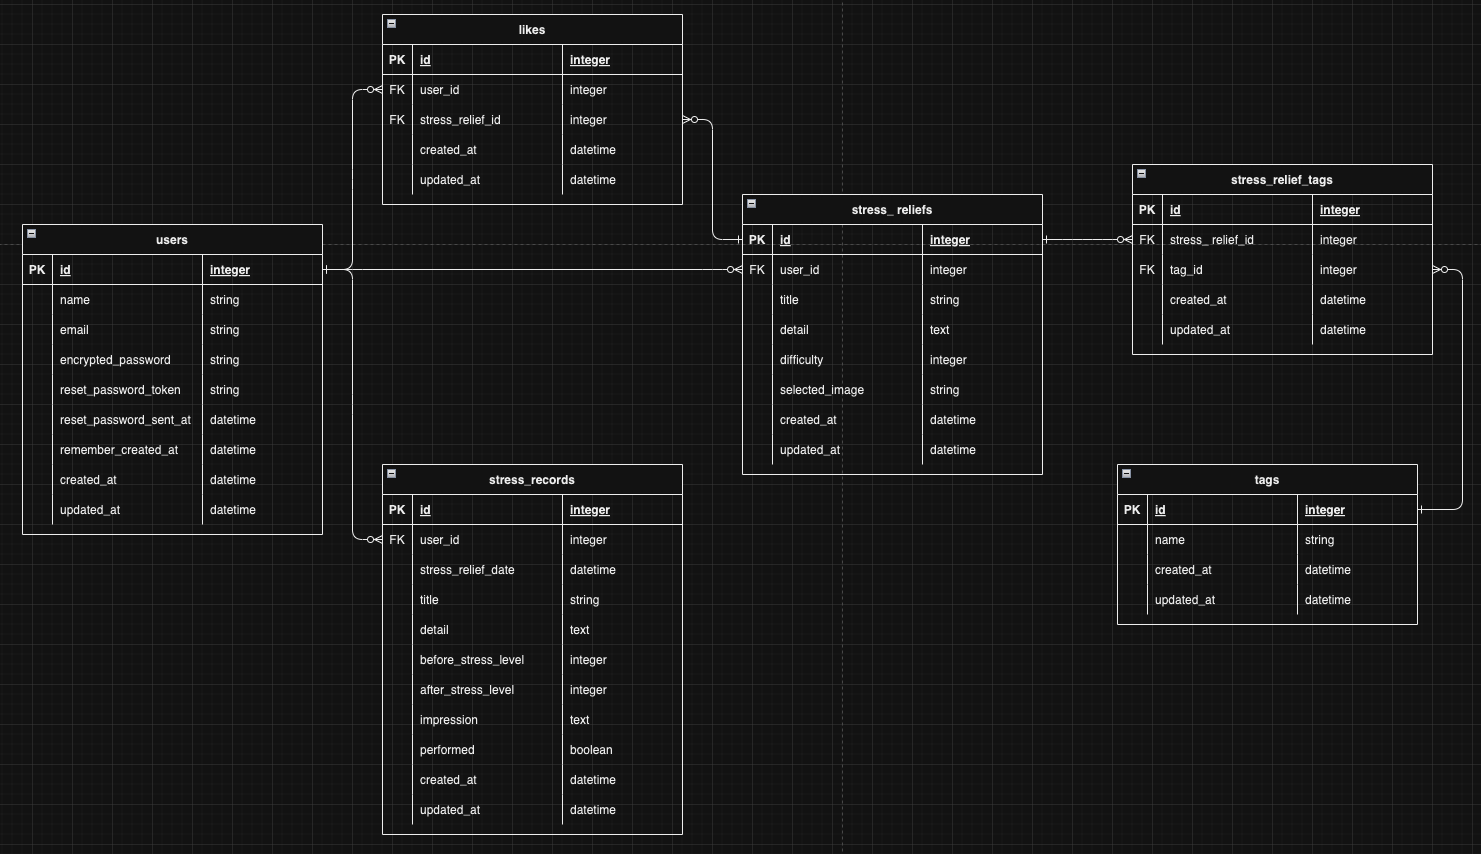 likes
PK id integer
FK user_id integer
FK stress_relief_id integer
created_at datetime
updated_at datetime
users
PK id integer
name string
email string
encrypted_password string
reset_password_token string
reset_password_sent_at datetime
remember_created_at datetime
created_at datetime
updated_at datetime
stress_ reliefs
PK id integer
FK user_id integer
title string
detail text
difficulty integer
selected_image string
created_at datetime
updated_at datetime
stress_relief_tags
PK id integer
FK stress_ relief_id integer
FK tag_id integer
created_at datetime
updated_at datetime
stress_records
PK id integer
FK user_id integer
stress_relief_date datetime
title string
detail text
before_stress_level integer
after_stress_level integer
impression text
performed boolean
created_at datetime
updated_at datetime
tags
PK id integer
name string
created_at datetime
updated_at datetime